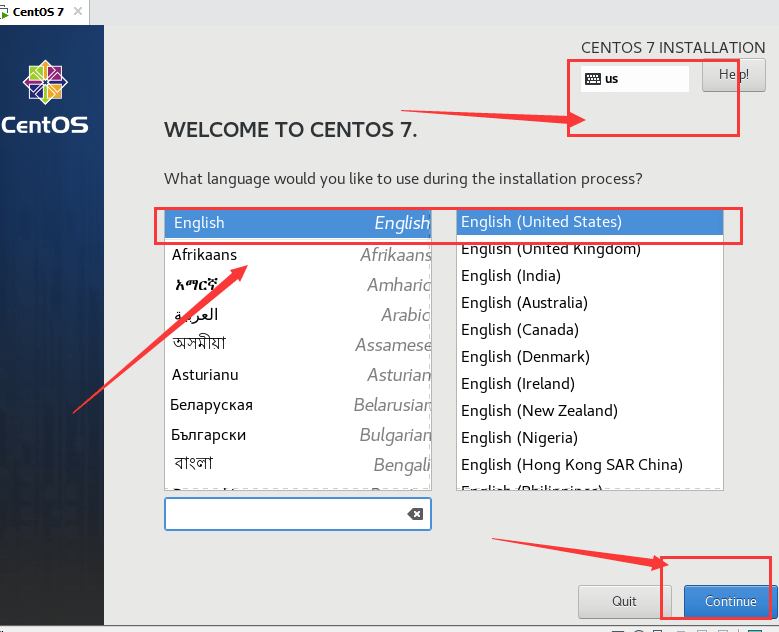 CentOS 7
CENTOS 7 INSTALLATION
us
Help!
CentOS
WELCOME TO CENTOS 7.
What language would you like to use during the installation process?
English English
Afrikaans Afrikaans
አማርኛ Amharic
العربية Arabic
অসমীয়া Assamese
Asturianu Asturian
Беларуская Belarusian
Български Bulgarian
বাংলা Bengali
English (United States)
English (United Kingdom)
English (India)
English (Australia)
English (Canada)
English (Denmark)
English (Ireland)
English (New Zealand)
English (Nigeria)
English (Hong Kong SAR China)
English (Philippines)
Quit
Continue